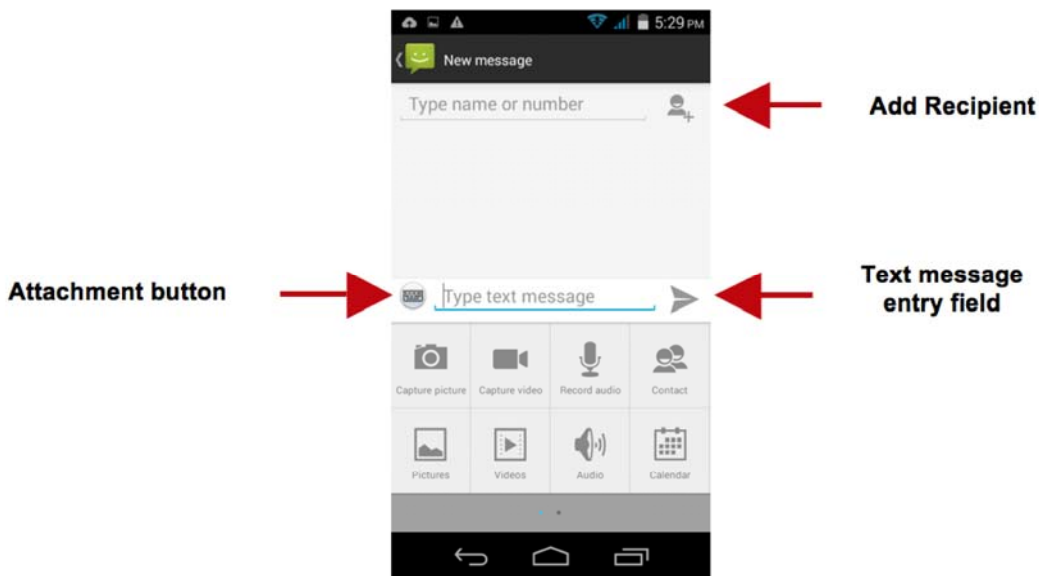 5:29 PM
New message
Type name or number
Add Recipient
Attachment button
Type text message
Text message
entry field
Capture picture
Capture video
Record audio
Contact
Pictures
Videos
Audio
Calendar